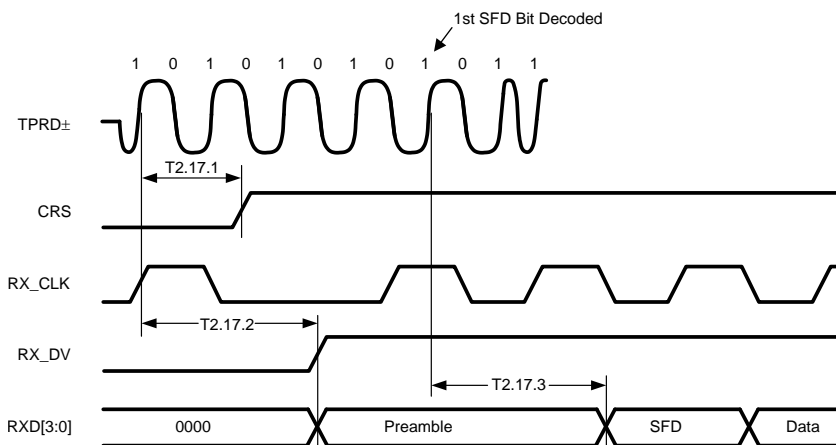 1st SFD Bit Decoded
1 0 1 0 1 0 1 0 1 0 1 1
TPRD±
T2.17.1
CRS
RX_CLK
T2.17.2
RX_DV
T2.17.3
RXD[3:0] 0000 Preamble SFD Data